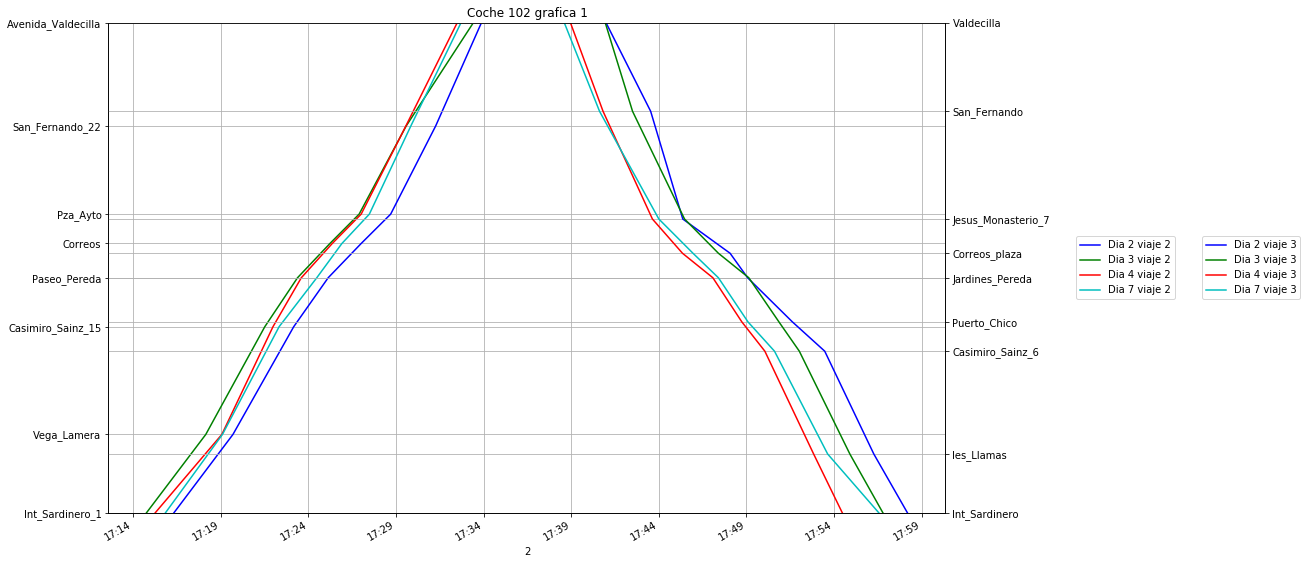 Coche 102 grafica 1
Avenida_Valdecilla
San_Fernando_22
Pza_Ayto
Correos
Paseo_Pereda
Casimiro_Sainz_15
Vega_Lamera
Int_Sardinero_1
Valdecilla
San_Fernando
Jesus_Monasterio_7
Correos_plaza
Jardines_Pereda
Puerto_Chico
Casimiro_Sainz_6
Ies_Llamas
Int_Sardinero
17:14
17:19
17:24
17:29
17:34
17:39
17:44
17:49
17:54
17:59
2
Dia 2 viaje 2
Dia 3 viaje 2
Dia 4 viaje 2
Dia 7 viaje 2
Dia 2 viaje 3
Dia 3 viaje 3
Dia 4 viaje 3
Dia 7 viaje 3